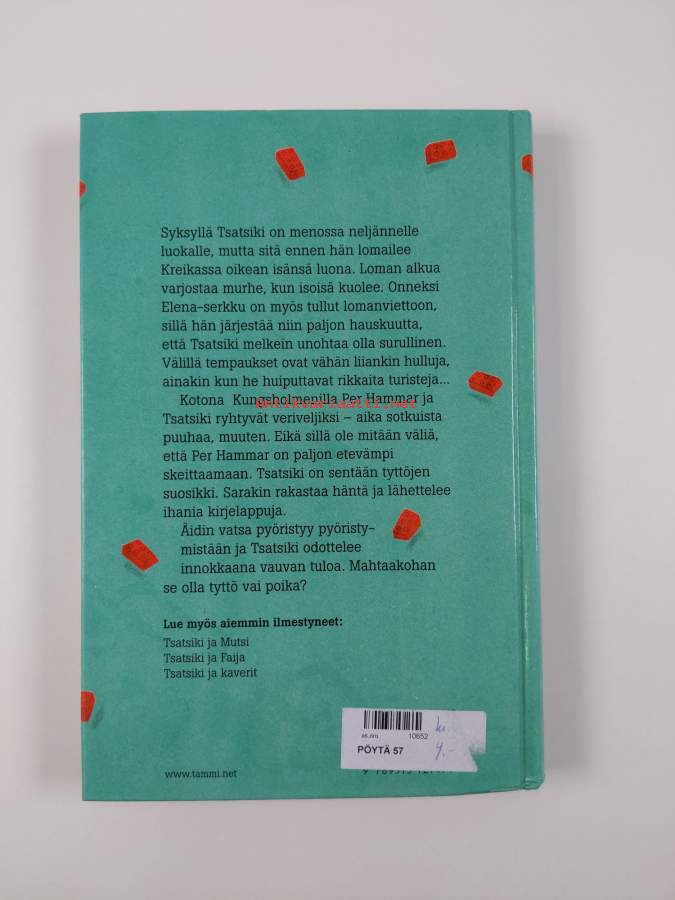 Syksyllä Tsatsiki on menossa neljännelle
luokalle, mutta sitä ennen hän lomailee
Kreikassa oikean isänsä luona. Loman alkua
varjostaa murhe, kun isoisä kuolee. Onneksi
Elena-serkku on myös tullut lomanviettoon,
sillä hän järjestää niin paljon hauskuutta,
että Tsatsiki melkein unohtaa olla surullinen.
Välillä tempaukset ovat vähän liiankin hulluja,
ainakin kun he huiputtavat rikkaita turisteja...
Kotona Kungsholmenilla Per Hammar ja
antikvariaatti.net
Tsatsiki ryhtyvät veriveljiksi – aika sotkuista
puuhaa, muuten. Eikä sillä ole mitään väliä,
että Per Hammar on paljon etevämpi
skeittaamaan. Tsatsiki on sentään tyttöjen
suosikki. Sarakin rakastaa häntä ja lähettelee
ihania kirjelappuja.
Äidin vatsa pyöristyy pyöristy-
mistään ja Tsatsiki odottelee
innokkaana vauvan tuloa. Mahtaakohan
se olla tyttö vai poika?
Lue myös aiemmin ilmestyneet:
Tsatsiki ja Mutsi
Tsatsiki ja Faija
Tsatsiki ja kaverit
as.nro 10652
PÖYTÄ 57
4.-
www.tammi.net